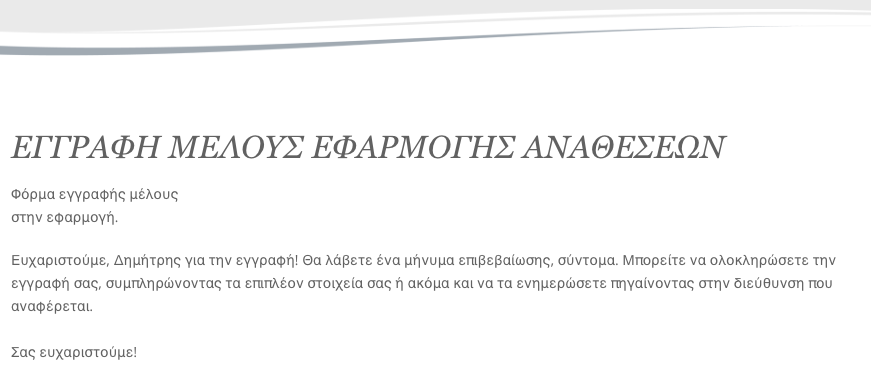 ΕΓΓΡΑΦΗ ΜΕΛΟΥΣ ΕΦΑΡΜΟΓΗΣ ΑΝΑΘΕΣΕΩΝ
Φόρμα εγγραφής μέλους
στην εφαρμογή.
Ευχαριστούμε, Δημήτρης για την εγγραφή! Θα λάβετε ένα μήνυμα επιβεβαίωσης, σύντομα. Μπορείτε να ολοκληρώσετε την
εγγραφή σας, συμπληρώνοντας τα επιπλέον στοιχεία σας ή ακόμα και να τα ενημερώσετε πηγαίνοντας στην διεύθυνση που
αναφέρεται.
Σας ευχαριστούμε!